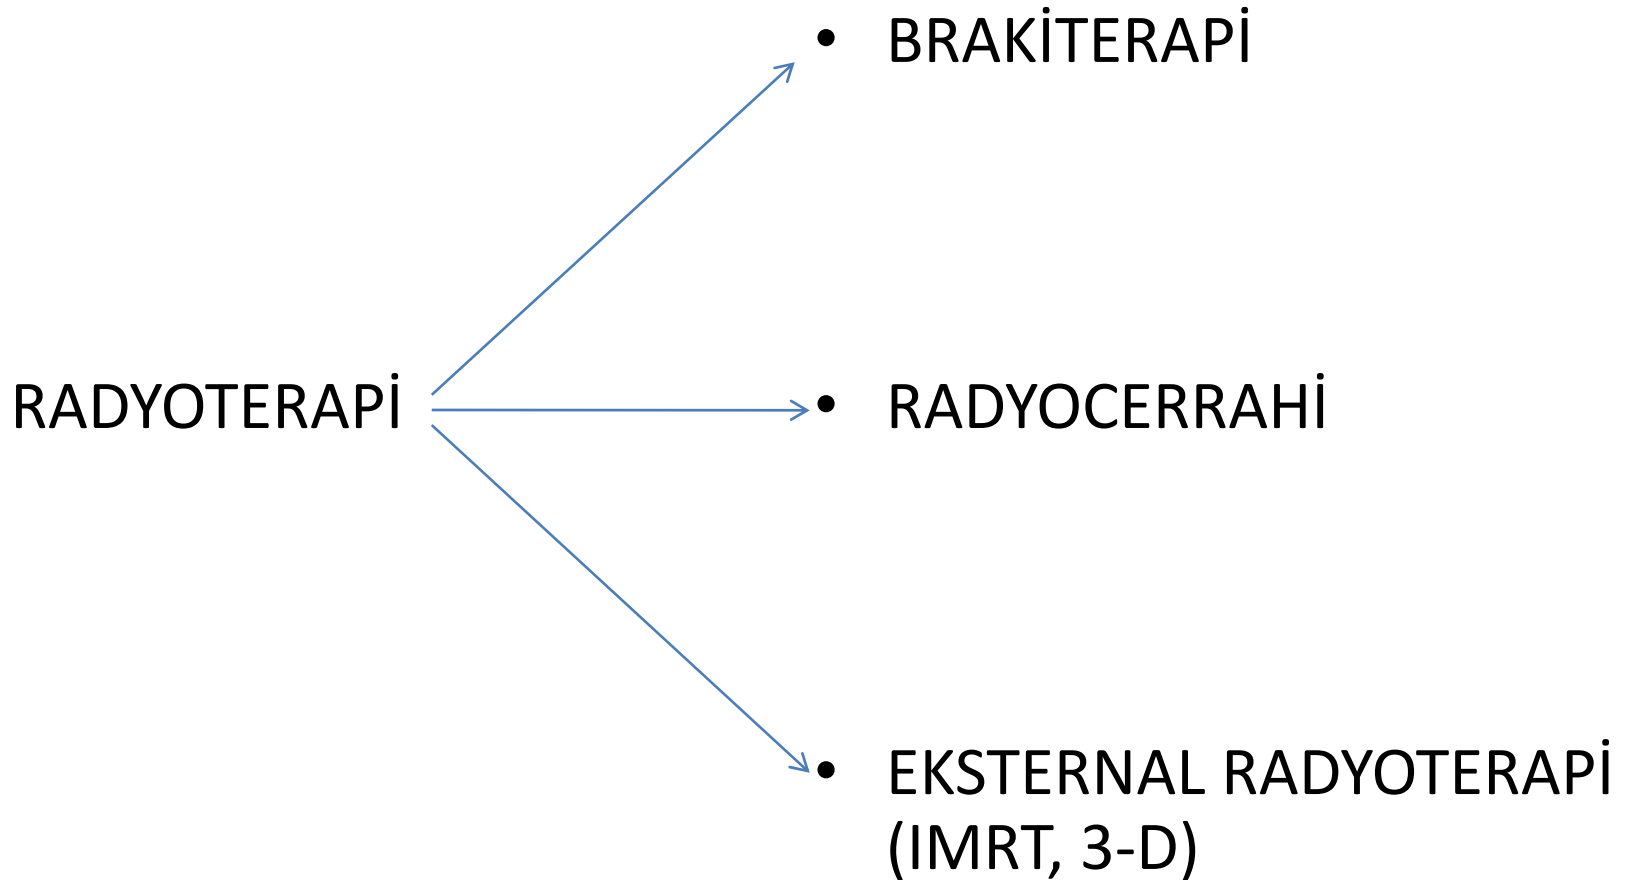 • BRAKİTERAPİ
RADYOTERAPİ
• RADYOCERRAHİ
• EKSTERNAL RADYOTERAPİ
(IMRT, 3-D)